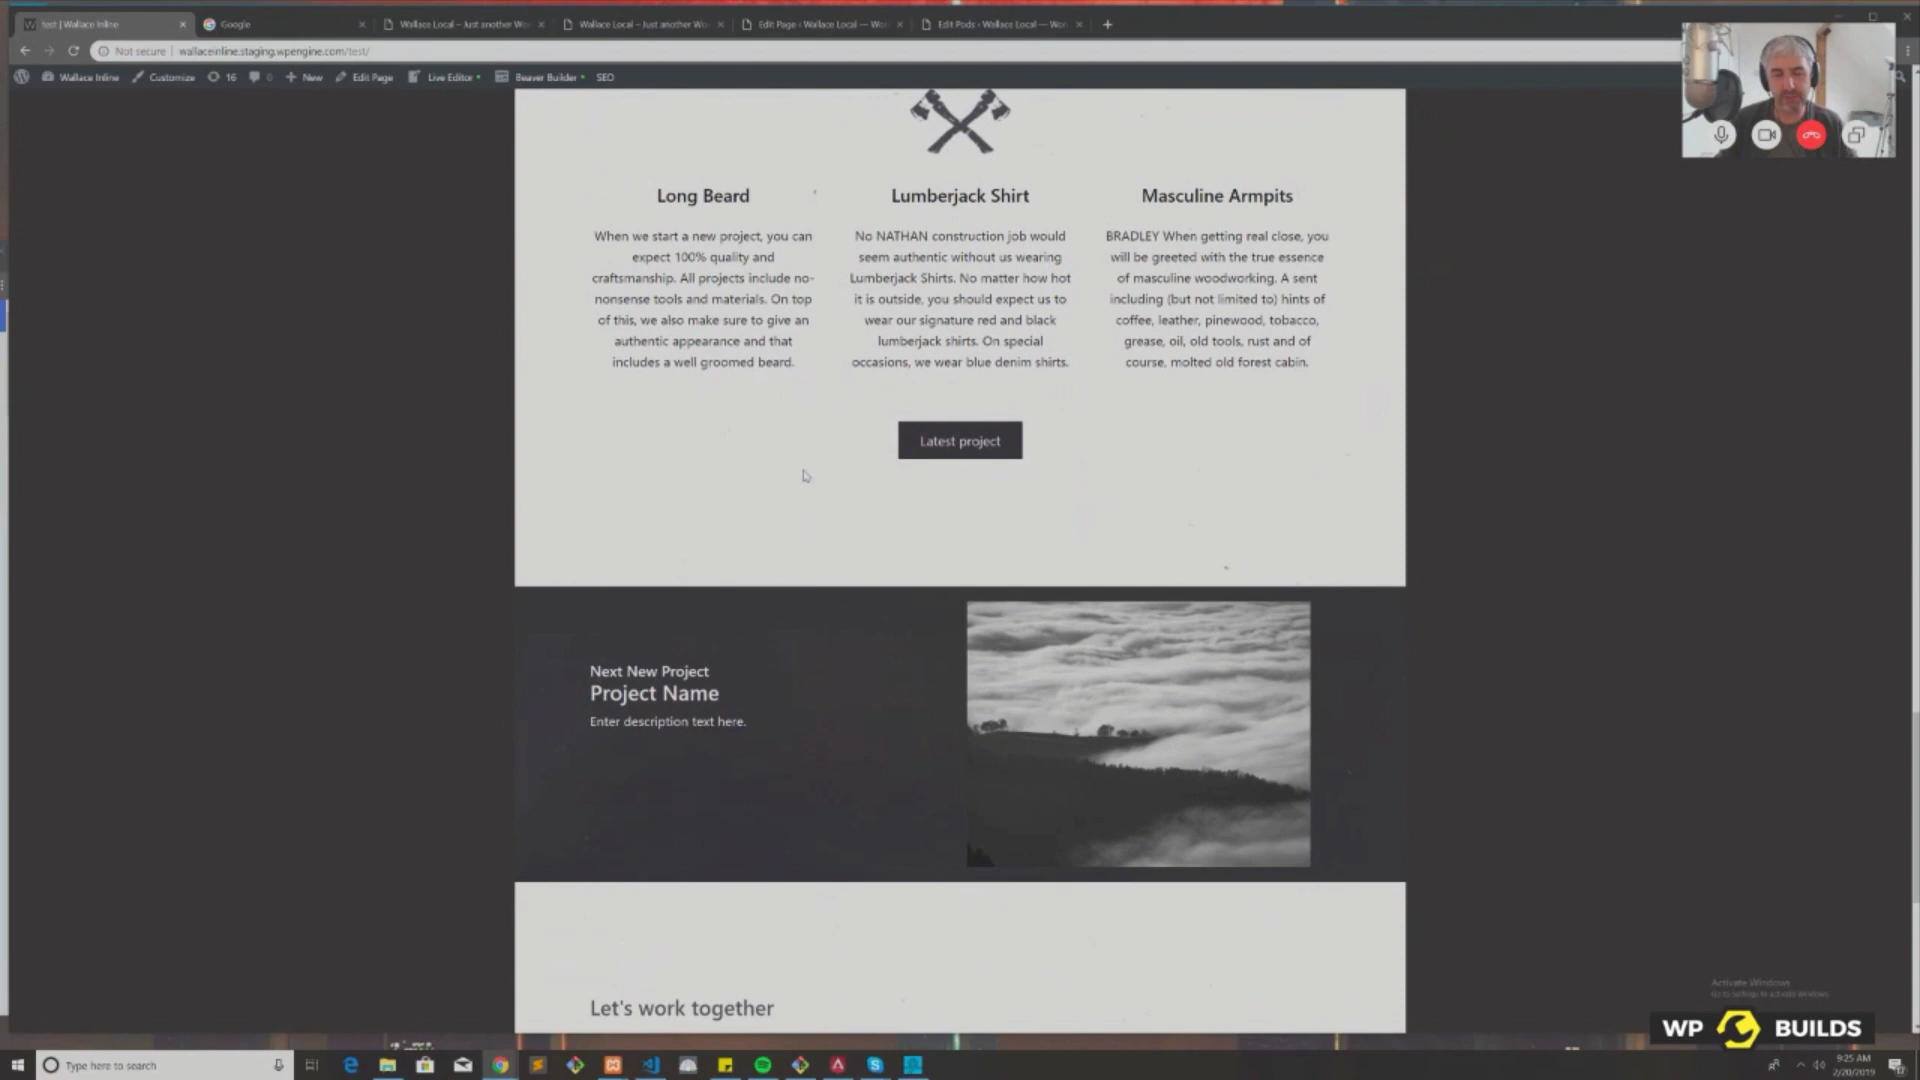 test | Wallace Inline
Google
Wallace Local – Just another Wo
Wallace Local – Just another Wo
Edit Page ‹ Wallace Local — Wo
Edit Pods ‹ Wallace Local — Wor
Not secure | wallaceinline.staging.wpengine.com/test/
Wallace Inline
Customize
16
0
New
Edit Page
Live Editor
Beaver Builder
SEO
Long Beard
When we start a new project, you can
expect 100% quality and
craftsmanship. All projects include no-
nonsense tools and materials. On top
of this, we also make sure to give an
authentic appearance and that
includes a well groomed beard.
Lumberjack Shirt
No NATHAN construction job would
seem authentic without us wearing
Lumberjack Shirts. No matter how hot
it is outside, you should expect us to
wear our signature red and black
lumberjack shirts. On special
occasions, we wear blue denim shirts.
Masculine Armpits
BRADLEY When getting real close, you
will be greeted with the true essence
of masculine woodworking. A sent
including (but not limited to) hints of
coffee, leather, pinewood, tobacco,
grease, oil, old tools, rust and of
course, molted old forest cabin.
Latest project
Next New Project
Project Name
Enter description text here.
Let's work together
Activate Windows
Go to Settings to activate Windows.
WP BUILDS
Type here to search
9:25 AM
2/20/2019